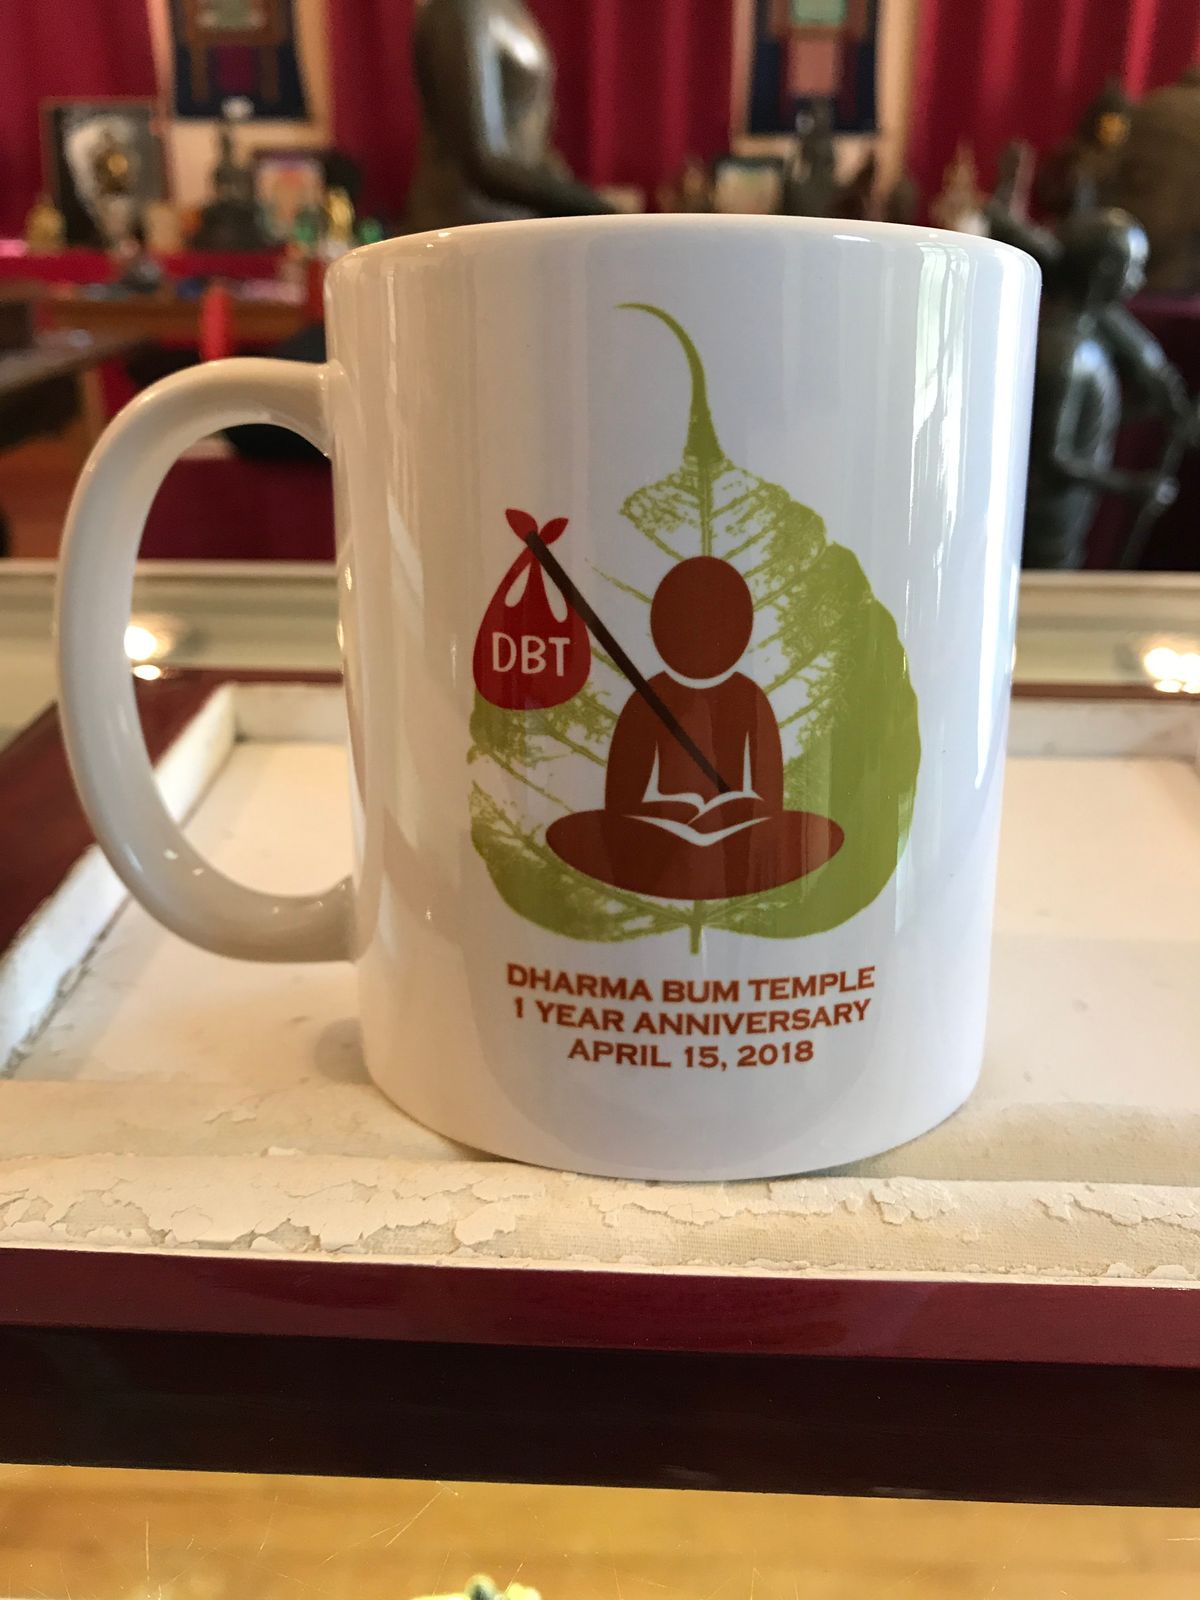 DBT
DHARMA BUM TEMPLE
1 YEAR ANNIVERSARY
APRIL 15, 2018